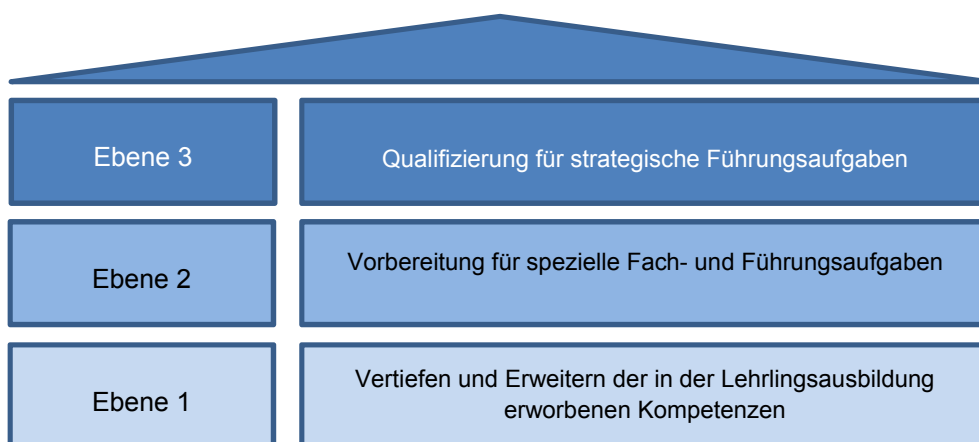 Ebene 3
Qualifizierung für strategische Führungsaufgaben
Ebene 2
Vorbereitung für spezielle Fach- und Führungsaufgaben
Ebene 1
Vertiefen und Erweitern der in der Lehrlingsausbildung
erworbenen Kompetenzen